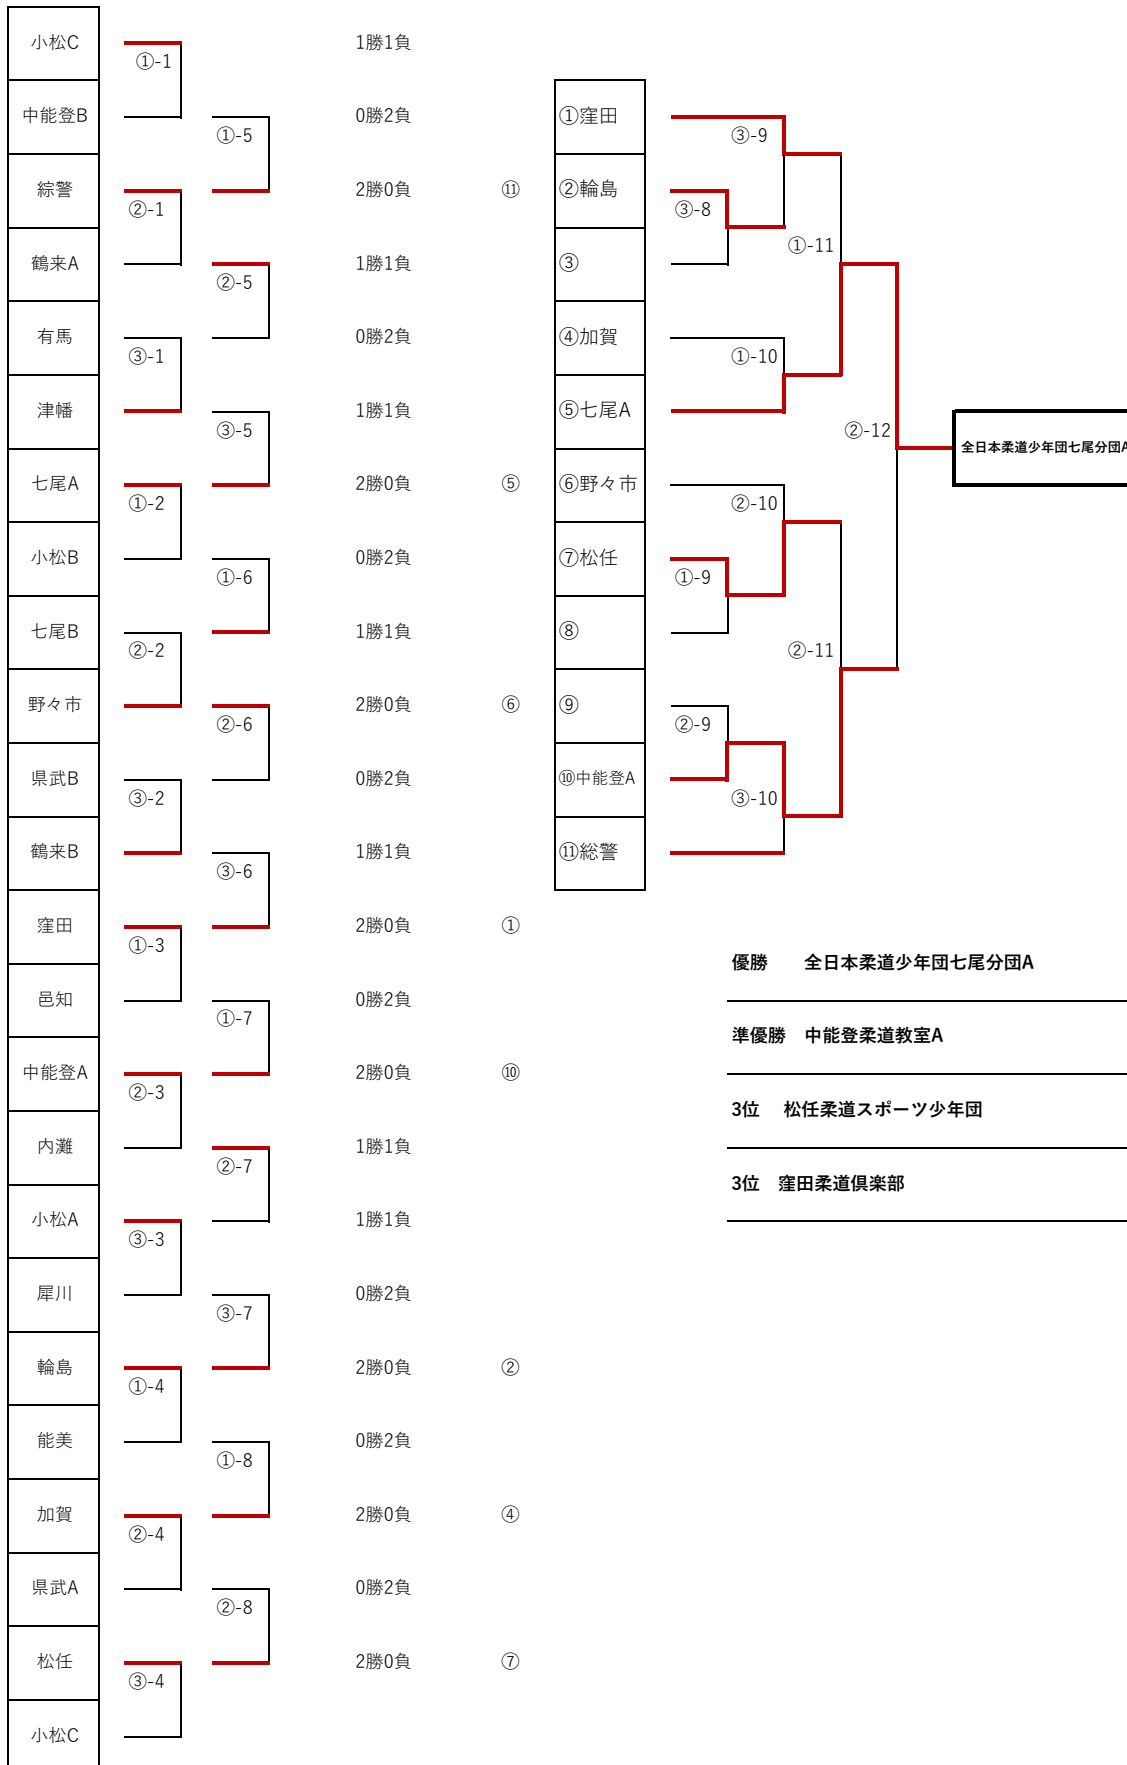 小松C
①-1
1勝1負
中能登B
①-5
0勝2負
①窪田
③-9
綜警
②-1
2勝0負
⑪
②輪島
③-8
鶴来A
②-5
1勝1負
③
①-11
有馬
③-1
0勝2負
④加賀
①-10
津幡
③-5
1勝1負
⑤七尾A
②-12
全日本柔道少年団七尾分団A
七尾A
①-2
2勝0負
⑤
⑥野々市
②-10
小松B
①-6
0勝2負
⑦松任
①-9
七尾B
②-2
1勝1負
⑧
②-11
野々市
②-6
2勝0負
⑥
⑨
②-9
県武B
③-2
0勝2負
⑩中能登A
③-10
鶴来B
③-6
1勝1負
⑪総警
窪田
①-3
2勝0負
①
優勝 全日本柔道少年団七尾分団A
邑知
①-7
0勝2負
準優勝 中能登柔道教室A
中能登A
②-3
2勝0負
⑩
3位 松任柔道スポーツ少年団
内灘
②-7
1勝1負
3位 窪田柔道倶楽部
小松A
③-3
1勝1負
犀川
③-7
0勝2負
輪島
①-4
2勝0負
②
能美
①-8
0勝2負
加賀
②-4
2勝0負
④
県武A
②-8
0勝2負
松任
③-4
2勝0負
⑦
小松C